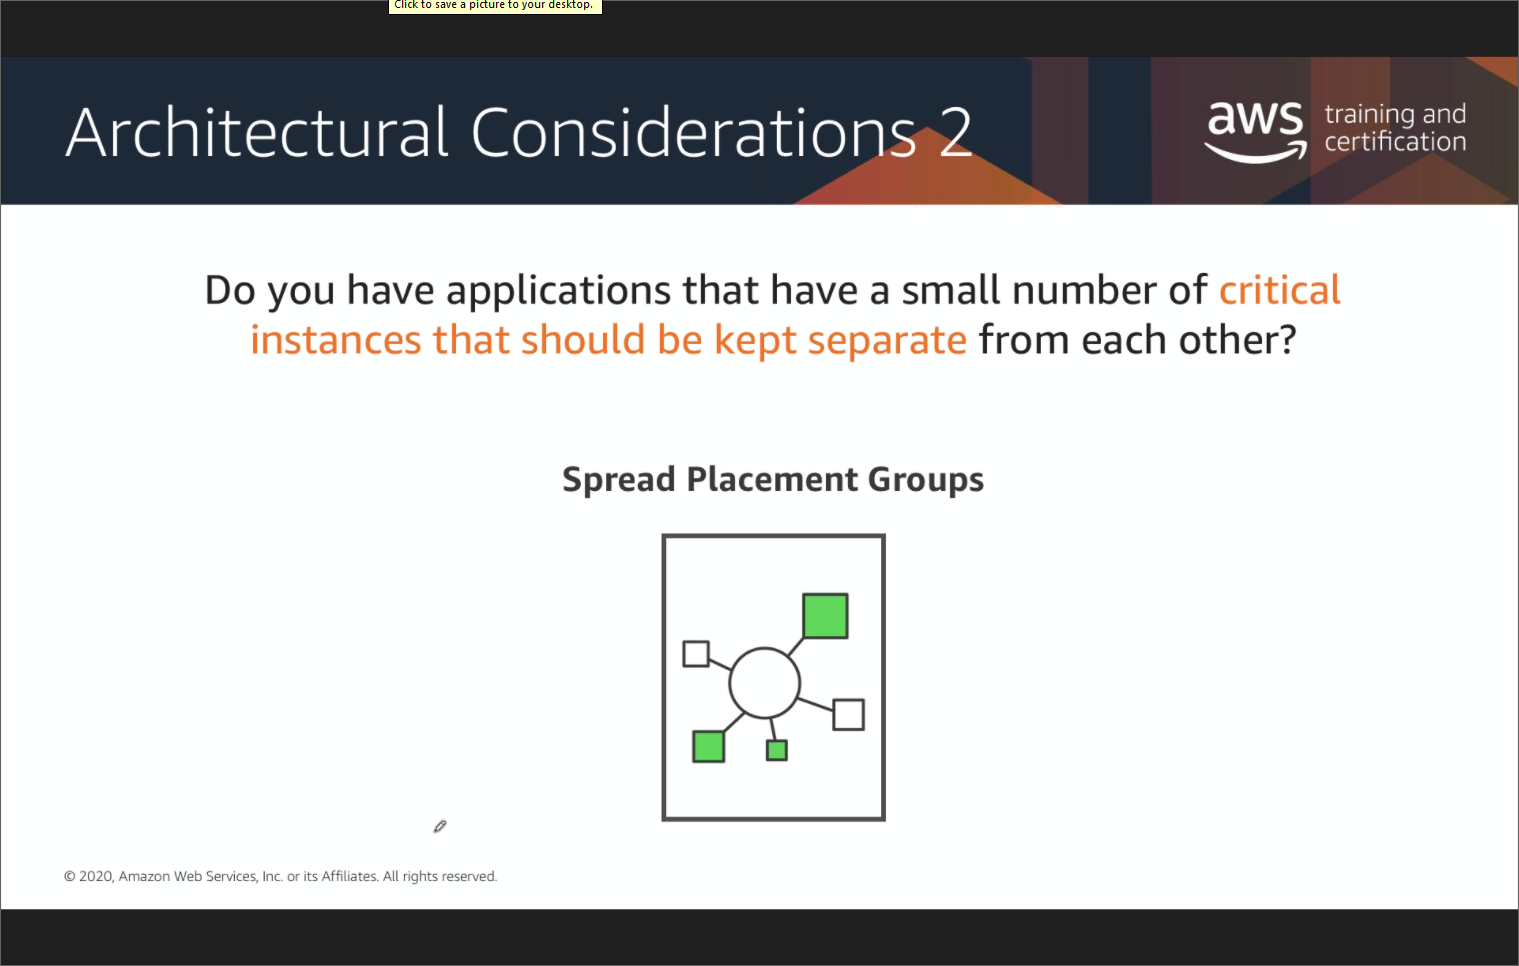 Click to save a picture to your desktop.
Architectural Considerations 2
aws
training and
certification
Do you have applications that have a small number of critical
instances that should be kept separate from each other?
Spread Placement Groups
© 2020, Amazon Web Services, Inc. or its Affiliates. All rights reserved.